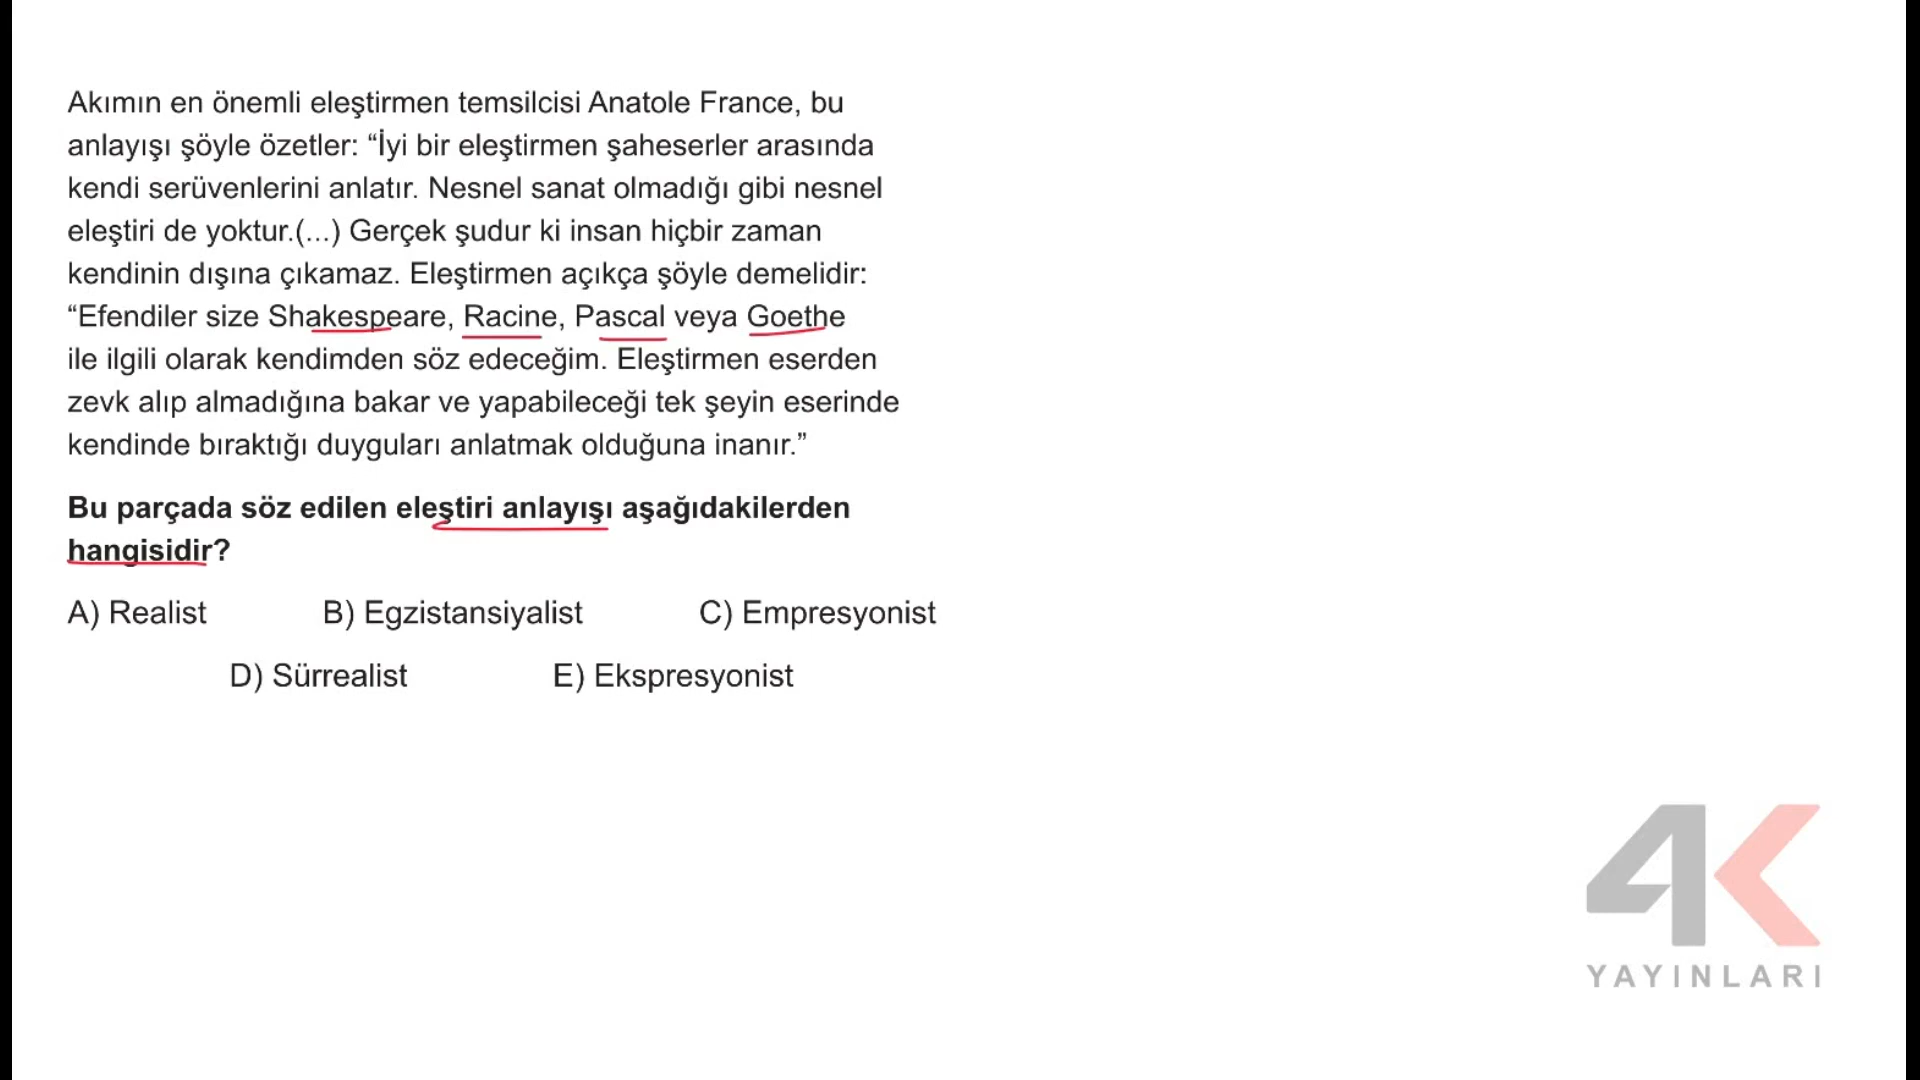 Akımın en önemli eleştirmen temsilcisi Anatole France, bu
anlayışı şöyle özetler: “İyi bir eleştirmen şaheserler arasında
kendi serüvenlerini anlatır. Nesnel sanat olmadığı gibi nesnel
eleştiri de yoktur.(...) Gerçek şudur ki insan hiçbir zaman
kendinin dışına çıkamaz. Eleştirmen açıkça şöyle demelidir:
“Efendiler size Shakespeare, Racine, Pascal veya Goethe
ile ilgili olarak kendimden söz edeceğim. Eleştirmen eserden
zevk alıp almadığına bakar ve yapabileceği tek şeyin eserinde
kendinde bıraktığı duyguları anlatmak olduğuna inanır.”
Bu parçada söz edilen eleştiri anlayışı aşağıdakilerden
hangisidir?
A) Realist B) Egzistansiyalist C) Empresyonist
D) Sürrealist E) Ekspresyonist
4K
YAYINLARI